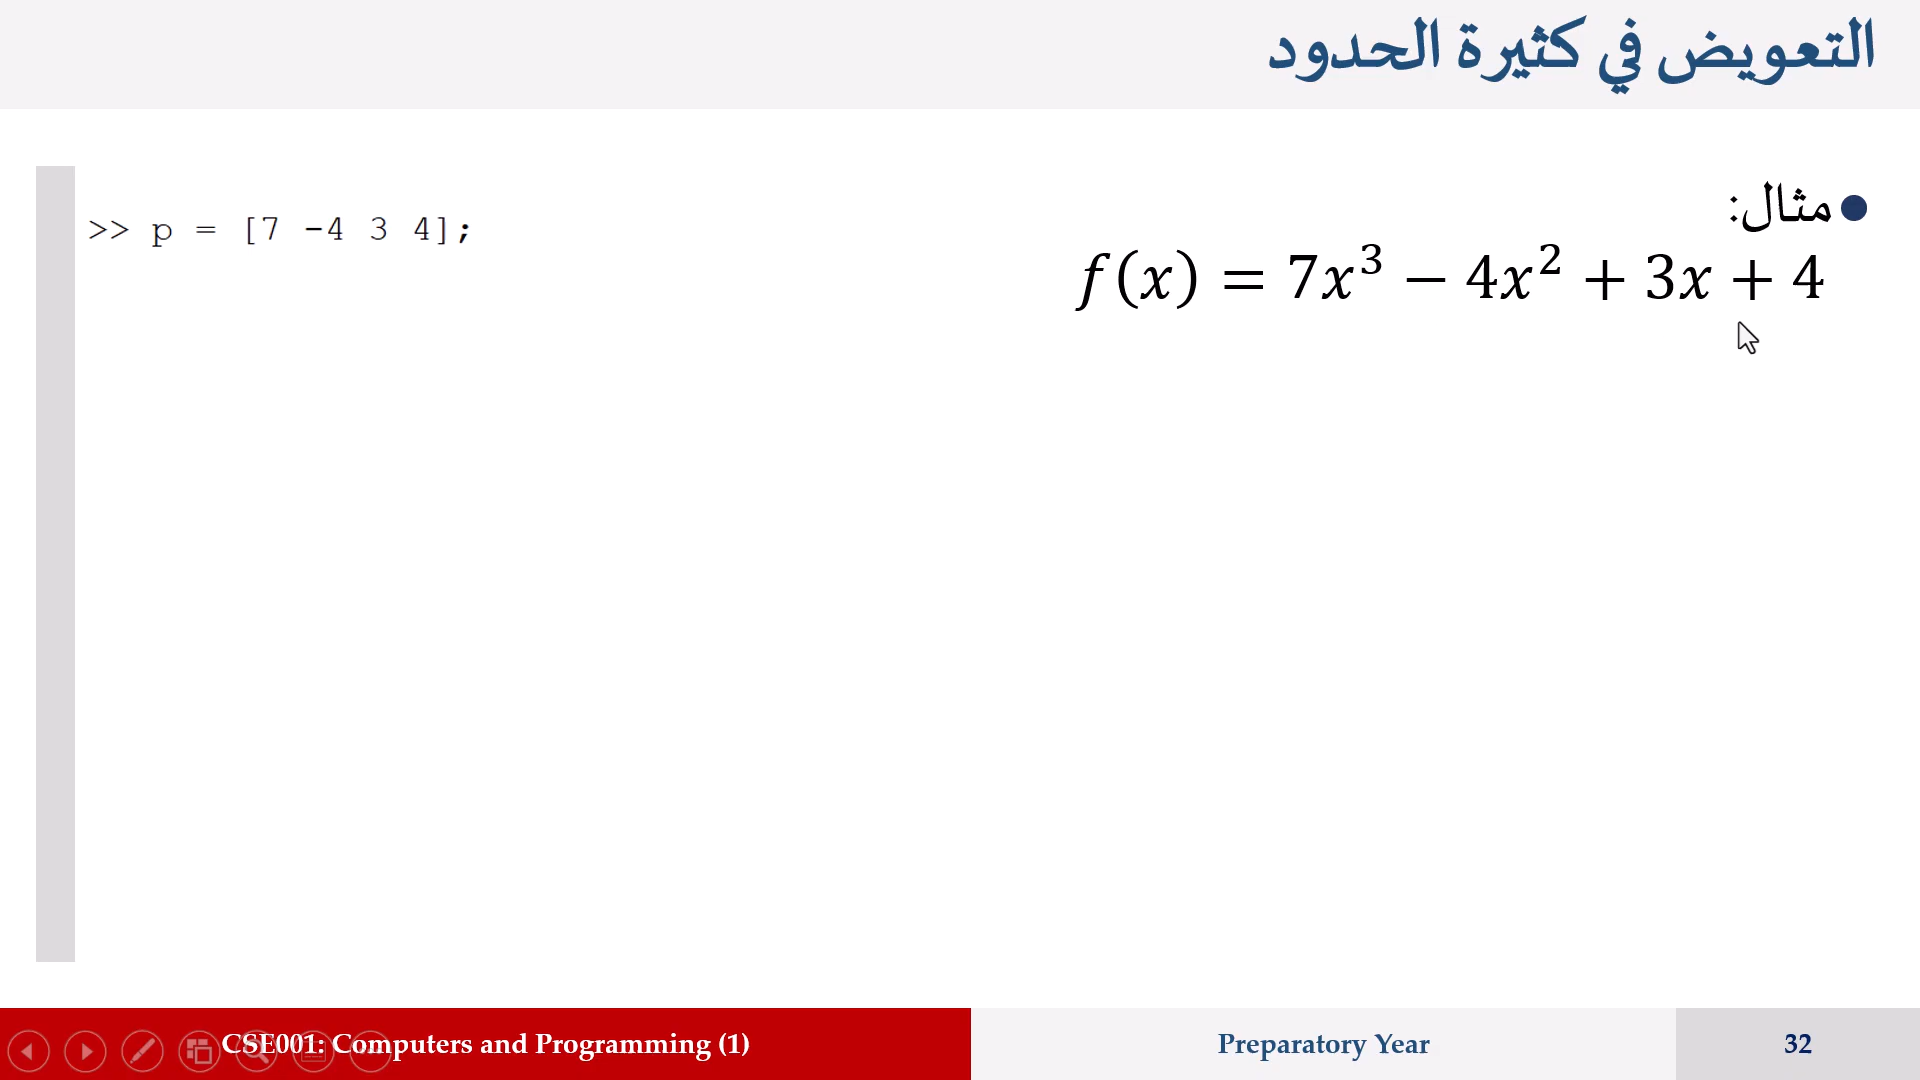 التعويض في كثيرة الحدود
مثال:
f(x) = 7x³ − 4x² + 3x + 4
>> p = [7 -4 3 4];
CSE001: Computers and Programming (1)
Preparatory Year
32